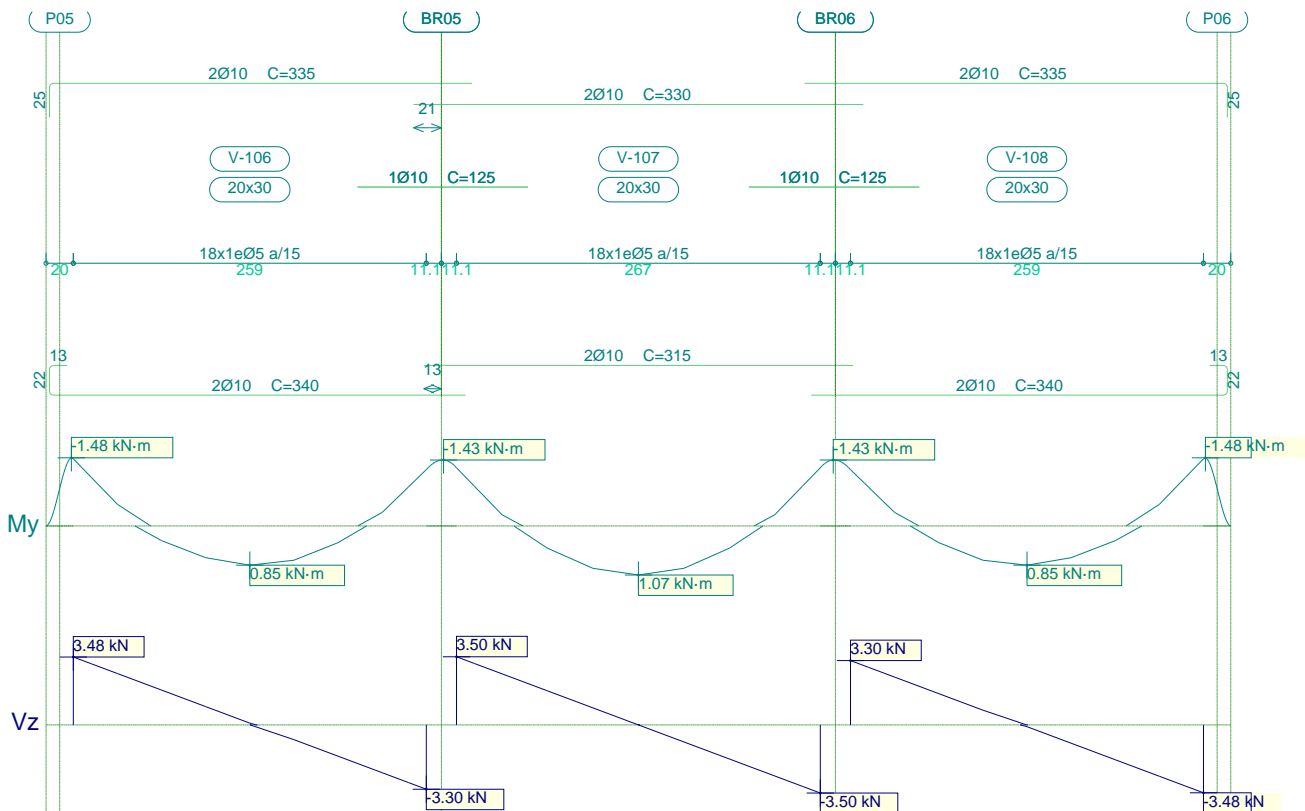 P05 BR05 BR06 P06
2Ø10 C=335 2Ø10 C=335
25 2Ø10 C=330 25
21
V-106 V-107 V-108
1Ø10 C=125 1Ø10 C=125
20x30 20x30 20x30
18x1eØ5 a/15 18x1eØ5 a/15 18x1eØ5 a/15
20 259 11.1 11.1 267 11.1 11.1 259 20
13 2Ø10 C=315 13
22 13 22
2Ø10 C=340 2Ø10 C=340
-1.48 kN·m -1.43 kN·m -1.43 kN·m -1.48 kN·m
My
0.85 kN·m 1.07 kN·m 0.85 kN·m
3.48 kN 3.50 kN 3.30 kN
Vz
-3.30 kN -3.50 kN -3.48 kN